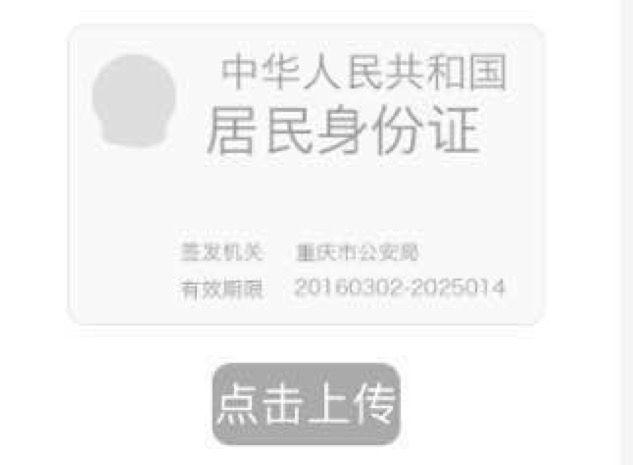 中华人民共和国
居民身份证
签发机关 重庆市公安局
有效期限 20160302-2025014
点击上传